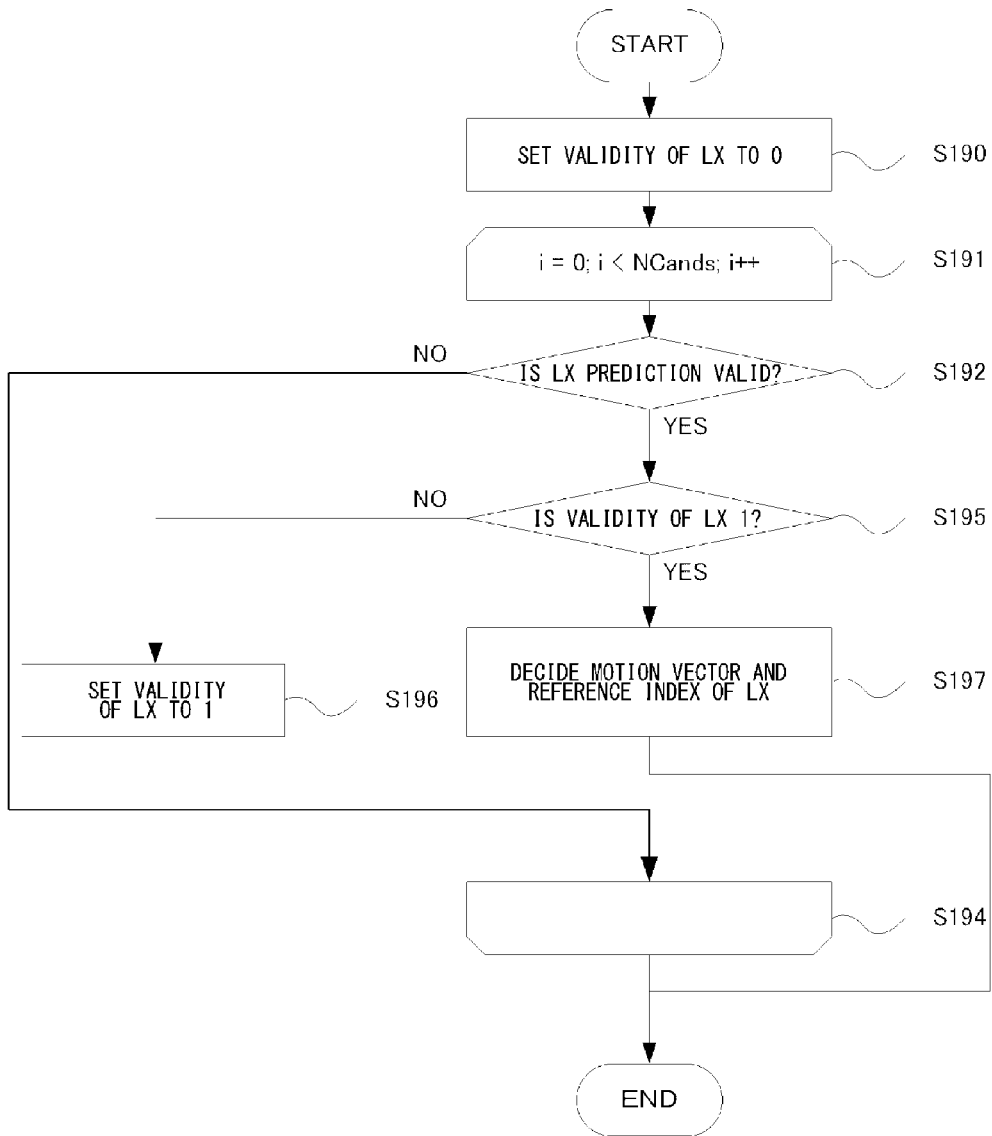 START
SET VALIDITY OF LX TO 0
S190
i = 0; i < NCands; i++
S191
NO
IS LX PREDICTION VALID?
S192
YES
NO
IS VALIDITY OF LX 1?
S195
YES
SET VALIDITY
OF LX TO 1
S196
DECIDE MOTION VECTOR AND
REFERENCE INDEX OF LX
S197
S194
END